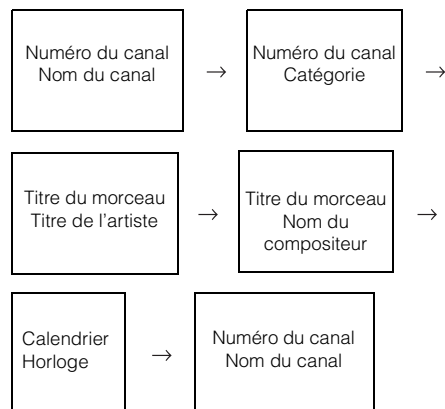 Numéro du canal
Nom du canal
→
Numéro du canal
Catégorie
→
Titre du morceau
Titre de l'artiste
→
Titre du morceau
Nom du
compositeur
→
Calendrier
Horloge
→
Numéro du canal
Nom du canal